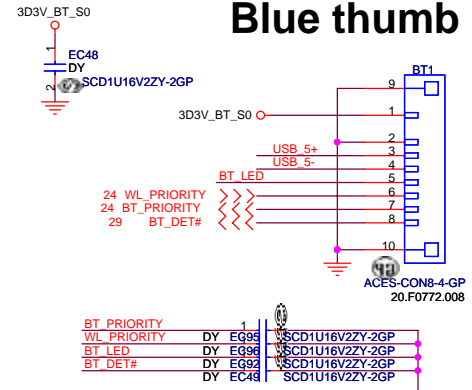 Blue thumb
3D3V_BT_S0
1
EC48
DY
2
SCD1U16V2ZY-2GP
BT1
9
3D3V_BT_S0
1
2
USB_5+
3
USB_5-
4
BT_LED
5
24 WL_PRIORITY
6
24 BT_PRIORITY
7
29 BT_DET#
8
10
ACES-CON8-4-GP
20.F0772.008
BT_PRIORITY
1
WL_PRIORITY DY EC95 SCD1U16V2ZY-2GP
BT_LED DY EC96 SCD1U16V2ZY-2GP
BT_DET# DY EC92 SCD1U16V2ZY-2GP
DY EC49 SCD1U16V2ZY-2GP